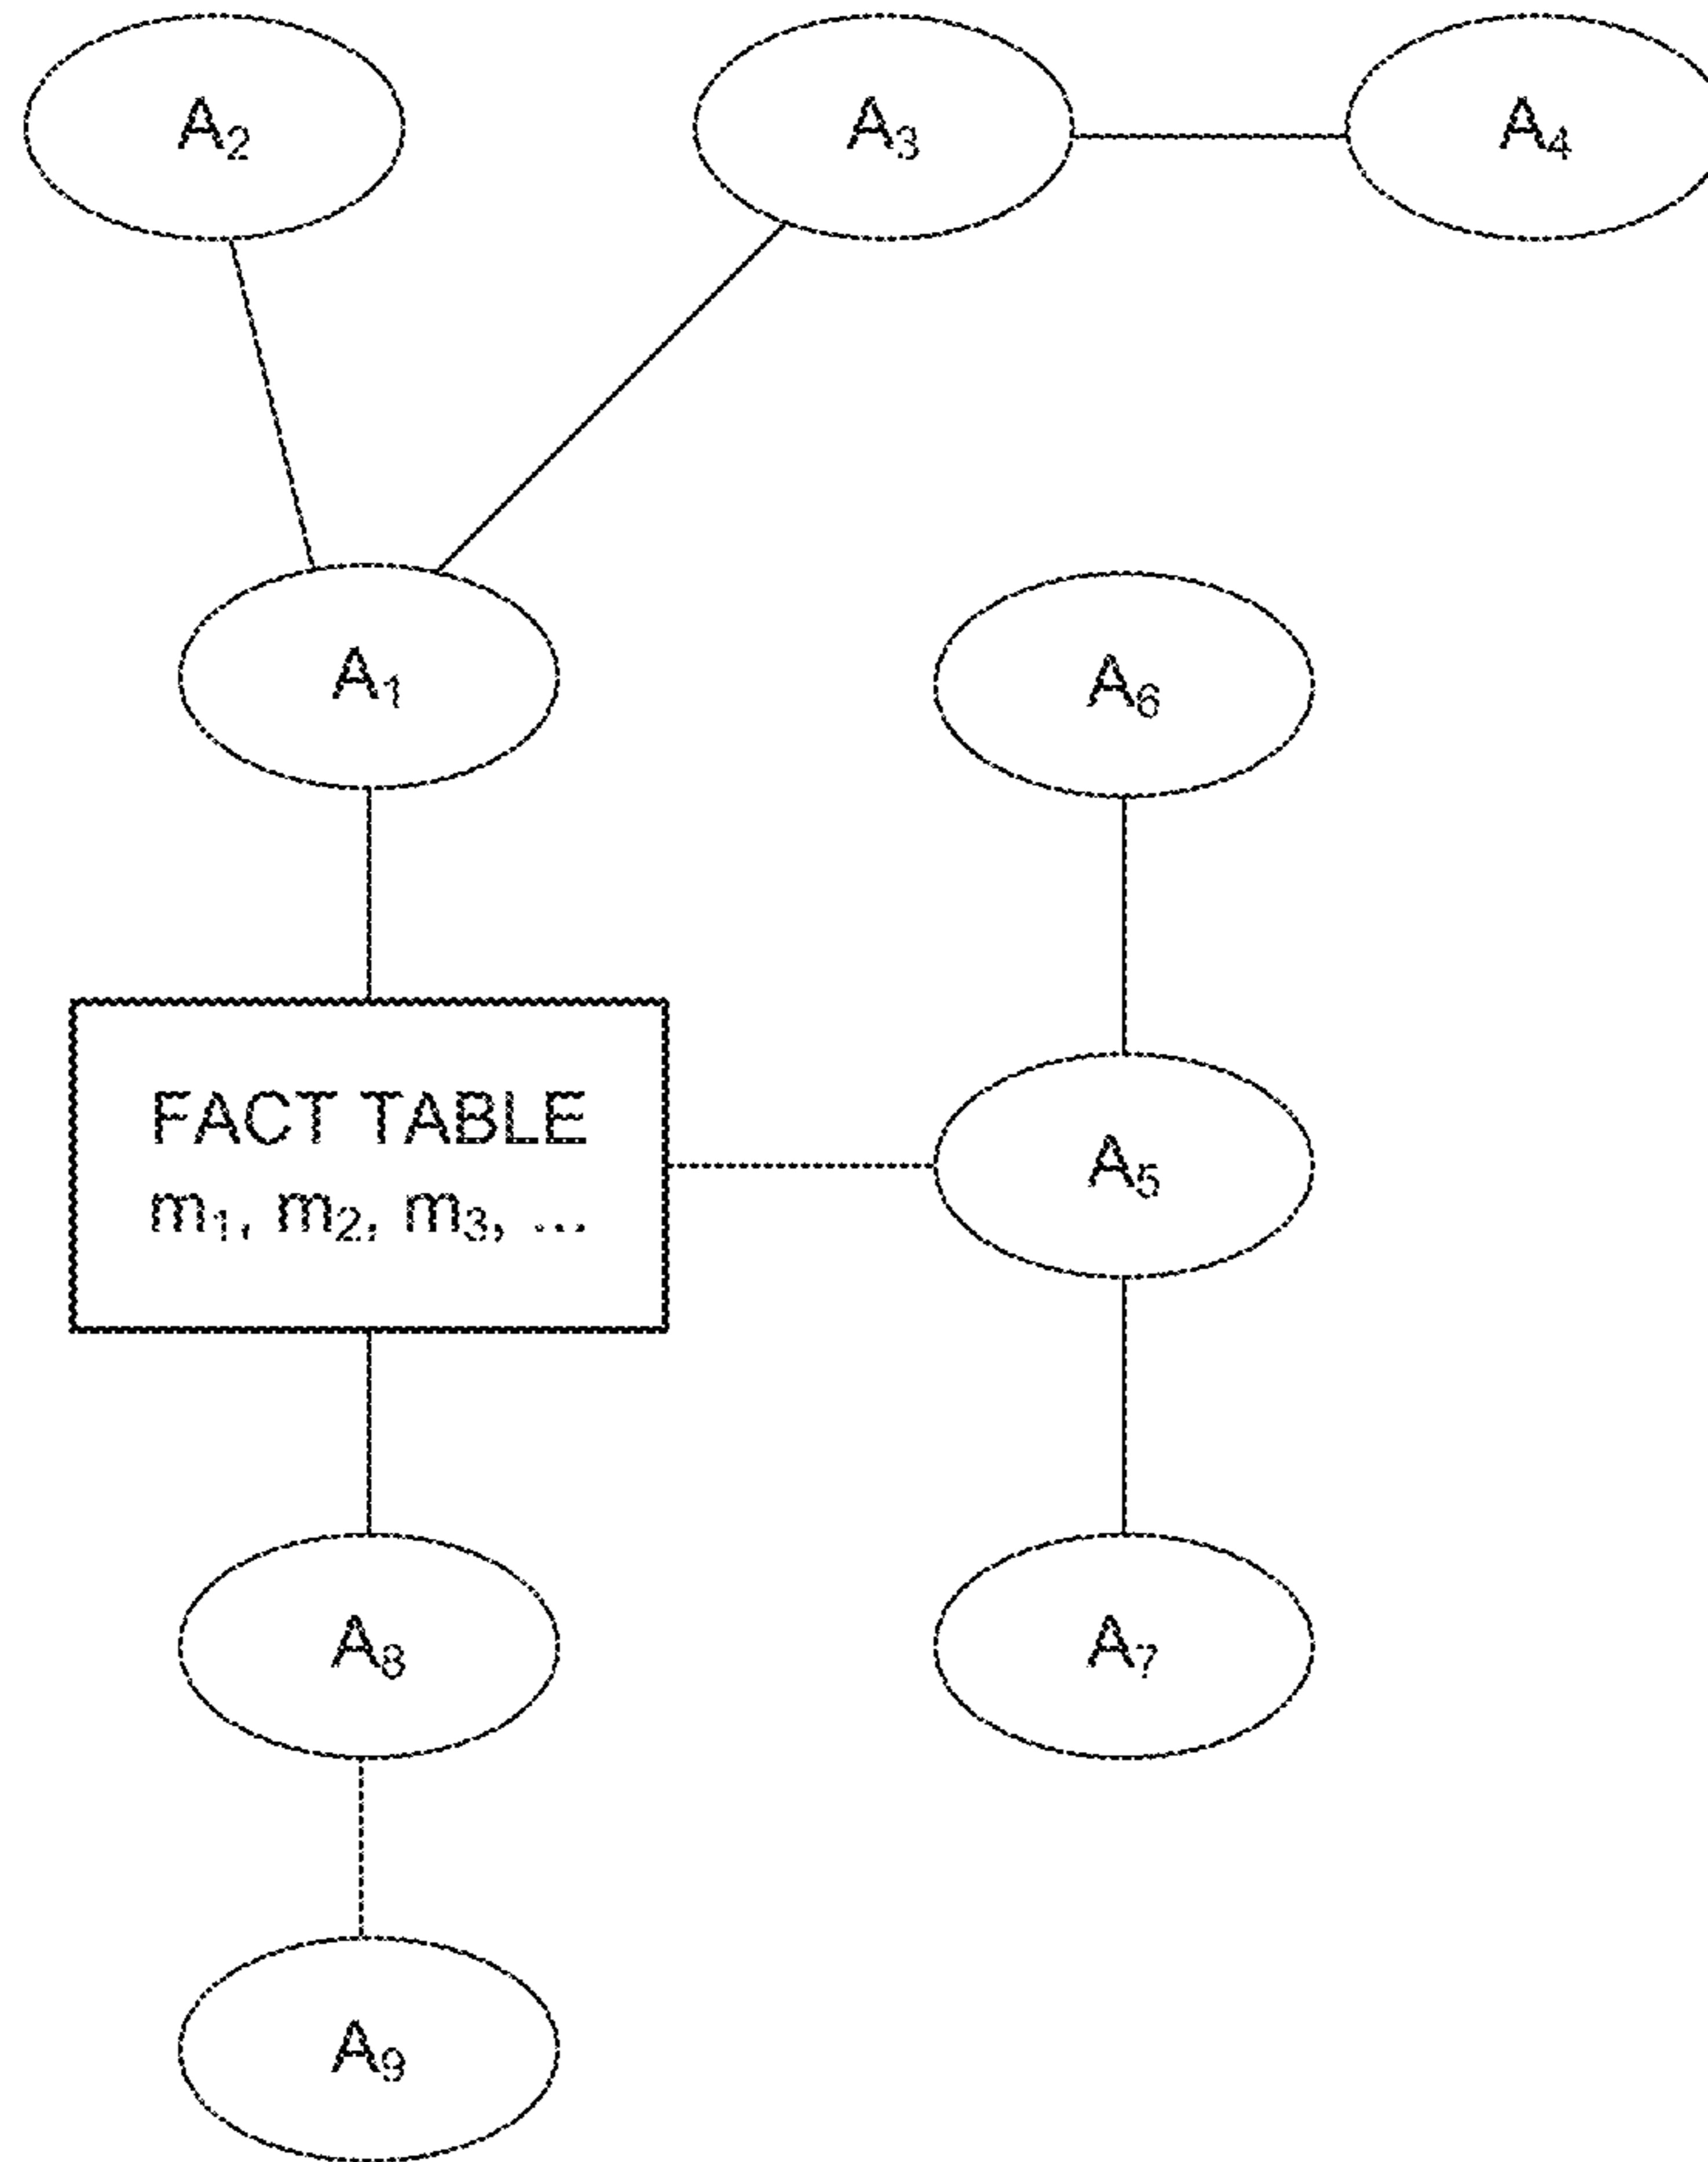 A₂
A₃
A₄
A₁
A₆
FACT TABLE
m₁, m₂, m₃, ...
A₅
A₈
A₇
A₉